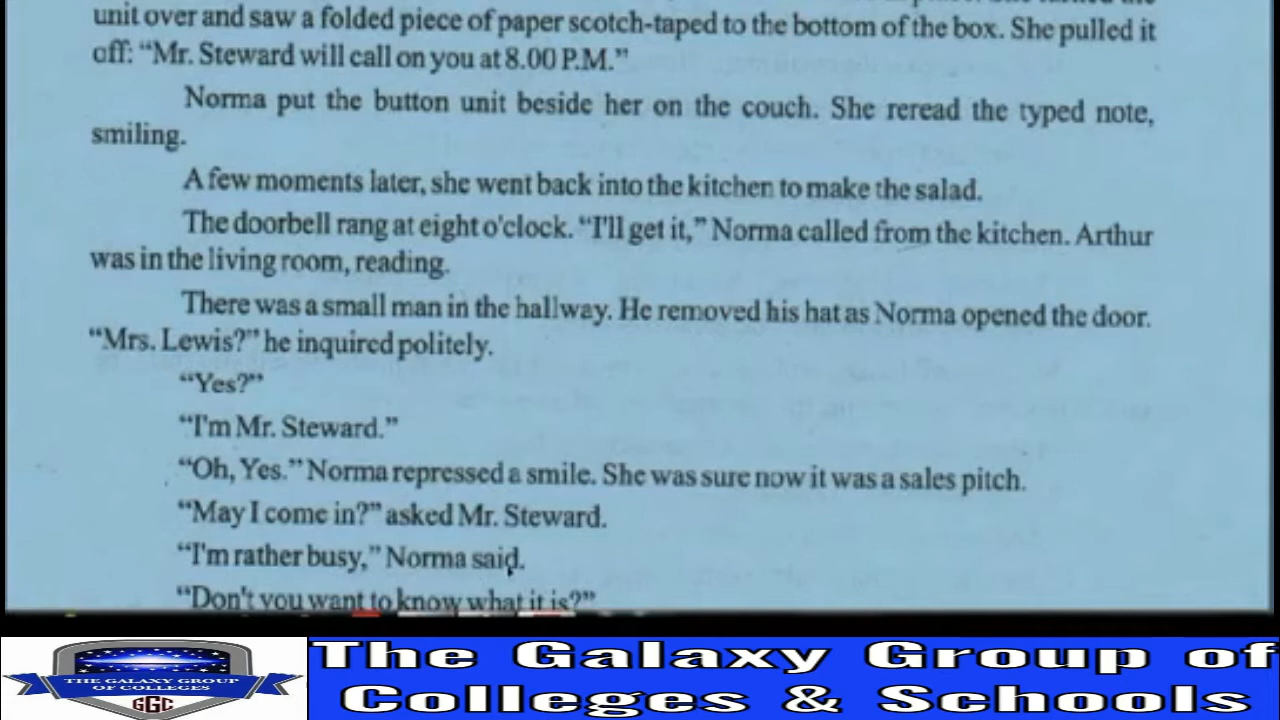 unit over and saw a folded piece of paper scotch-taped to the bottom of the box. She pulled it
off: “Mr. Steward will call on you at 8.00 P.M.”
Norma put the button unit beside her on the couch. She reread the typed note,
smiling.
A few moments later, she went back into the kitchen to make the salad.
The doorbell rang at eight o'clock. “I'll get it,” Norma called from the kitchen. Arthur
was in the living room, reading.
There was a small man in the hallway. He removed his hat as Norma opened the door.
“Mrs. Lewis?” he inquired politely.
“Yes?”
“I'm Mr. Steward.”
“Oh, Yes.” Norma repressed a smile. She was sure now it was a sales pitch.
“May I come in?” asked Mr. Steward.
“I'm rather busy,” Norma said.
“Don't you want to know what it is?”
THE GALAXY GROUP
OF COLLEGES
GGC
The Galaxy Group of
Colleges & Schools